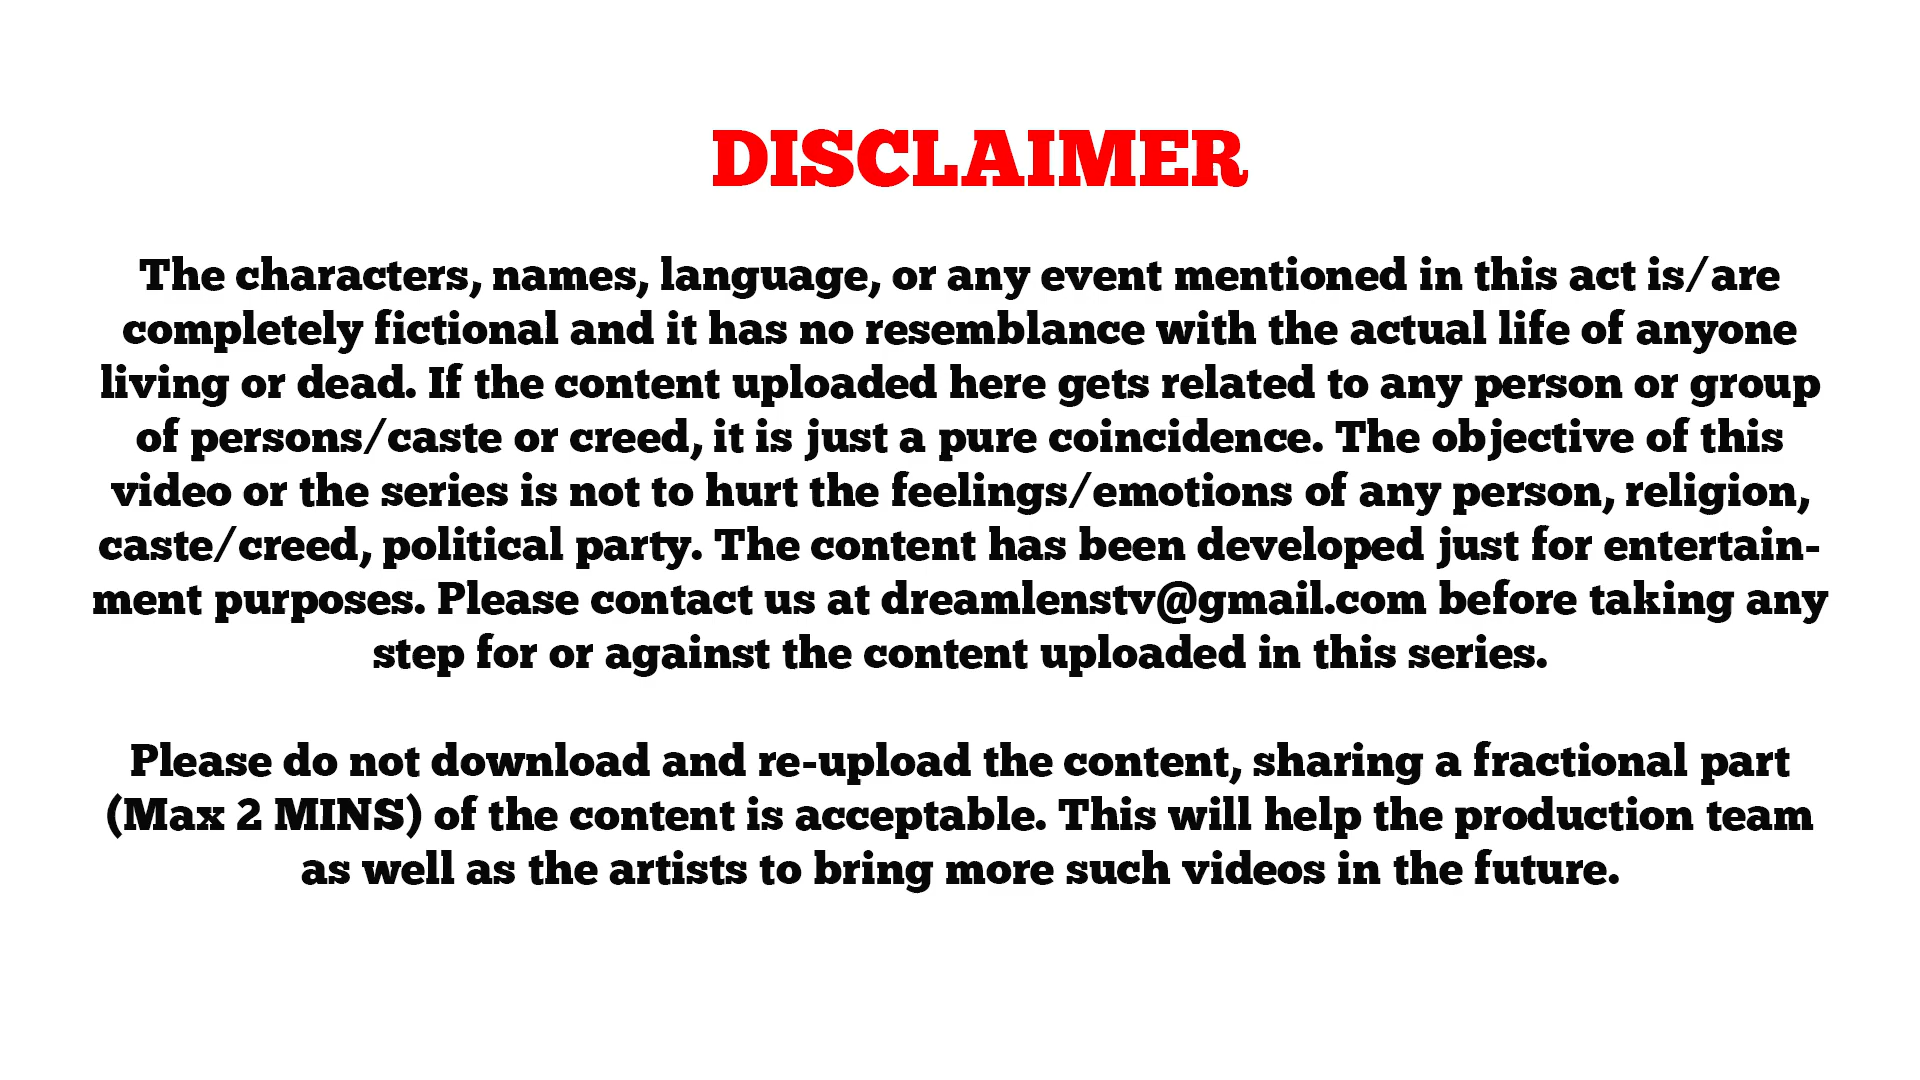 DISCLAIMER
The characters, names, language, or any event mentioned in this act is/are
completely fictional and it has no resemblance with the actual life of anyone
living or dead. If the content uploaded here gets related to any person or group
of persons/caste or creed, it is just a pure coincidence. The objective of this
video or the series is not to hurt the feelings/emotions of any person, religion,
caste/creed, political party. The content has been developed just for entertain-
ment purposes. Please contact us at dreamlenstv@gmail.com before taking any
step for or against the content uploaded in this series.
Please do not download and re-upload the content, sharing a fractional part
(Max 2 MINS) of the content is acceptable. This will help the production team
as well as the artists to bring more such videos in the future.